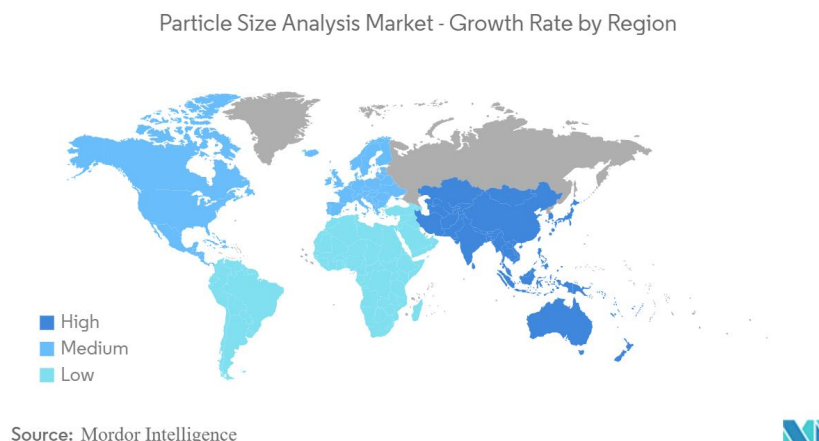 Particle Size Analysis Market - Growth Rate by Region
High
Medium
Low
Source: Mordor Intelligence